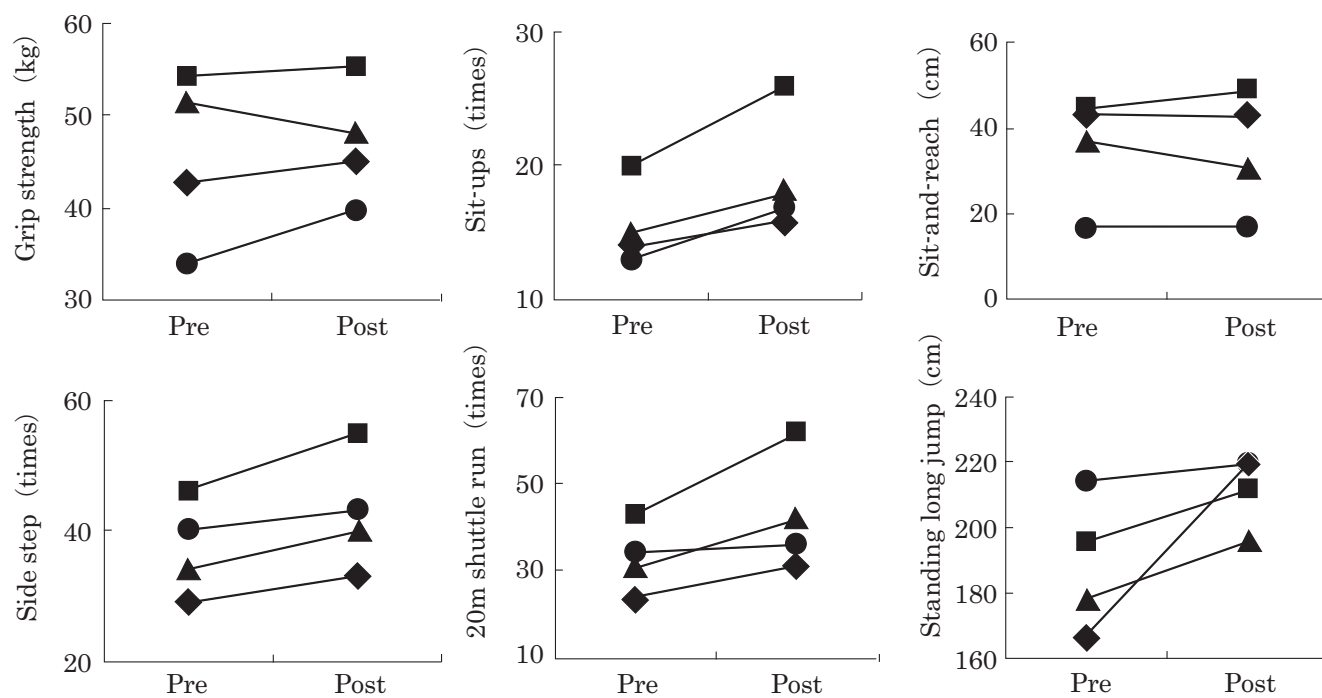 Grip strength (kg)
60
50
40
30
Pre
Post
Sit-ups (times)
30
20
10
Pre
Post
Sit-and-reach (cm)
60
40
20
0
Pre
Post
Side step (times)
60
40
20
Pre
Post
20m shuttle run (times)
70
50
30
10
Pre
Post
Standing long jump (cm)
240
220
200
180
160
Pre
Post